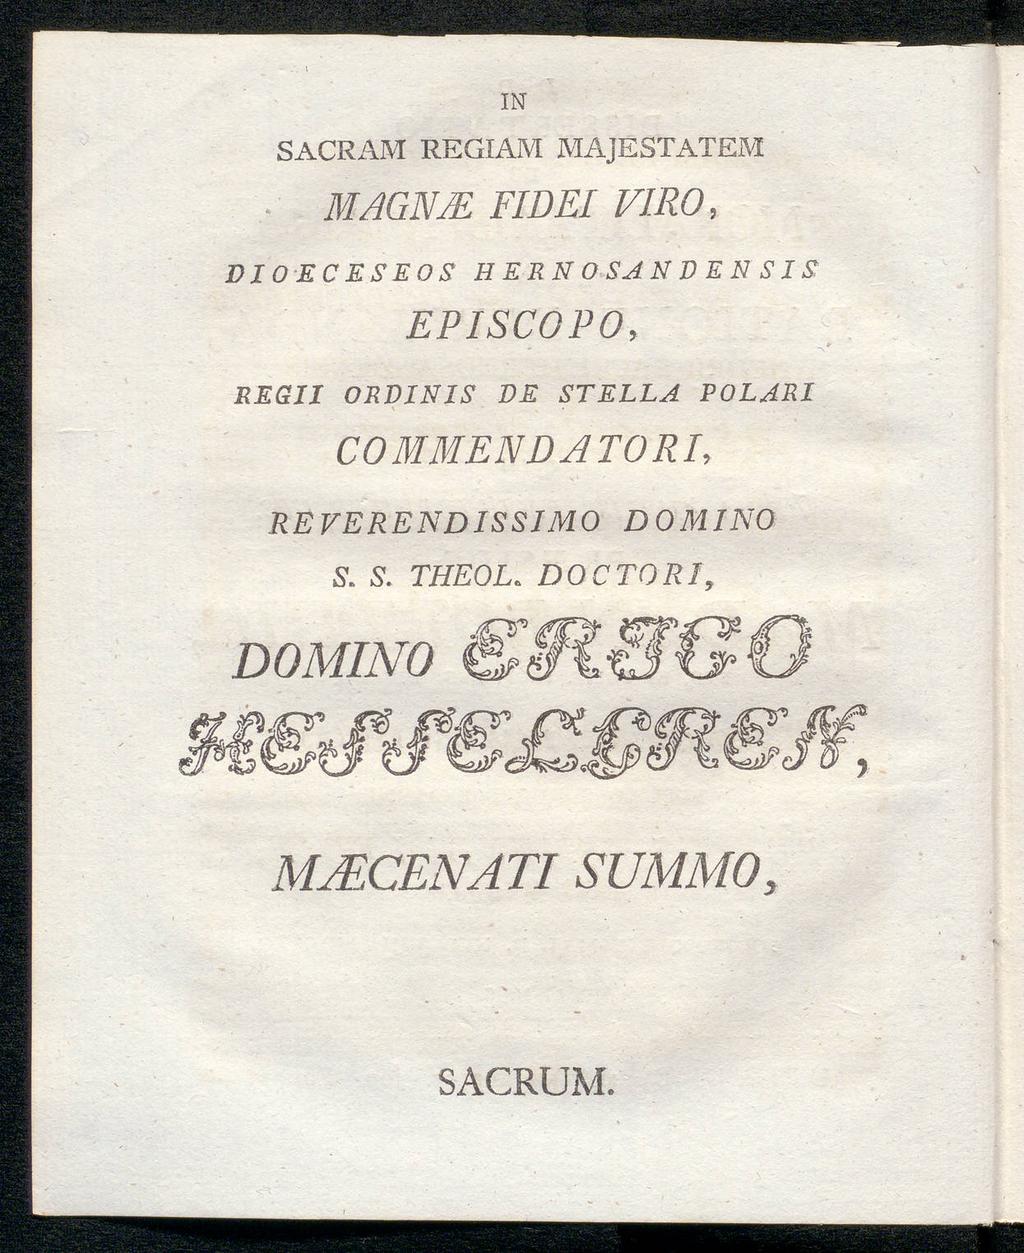 IN
SACRAM REGIAM MAJESTATEM
MAGNÆ FIDEI VIRO,
DIOECESEOS HERNOSANDENSIS
EPISCOPO,
REGII ORDINIS DE STELLA POLARI
COMMENDATORI,
REVERENDISSIMO DOMINO
S. S. THEOL. DOCTORI,
DOMINO ERICO
HESSELGREN,
MÆCENATI SUMMO,
SACRUM.